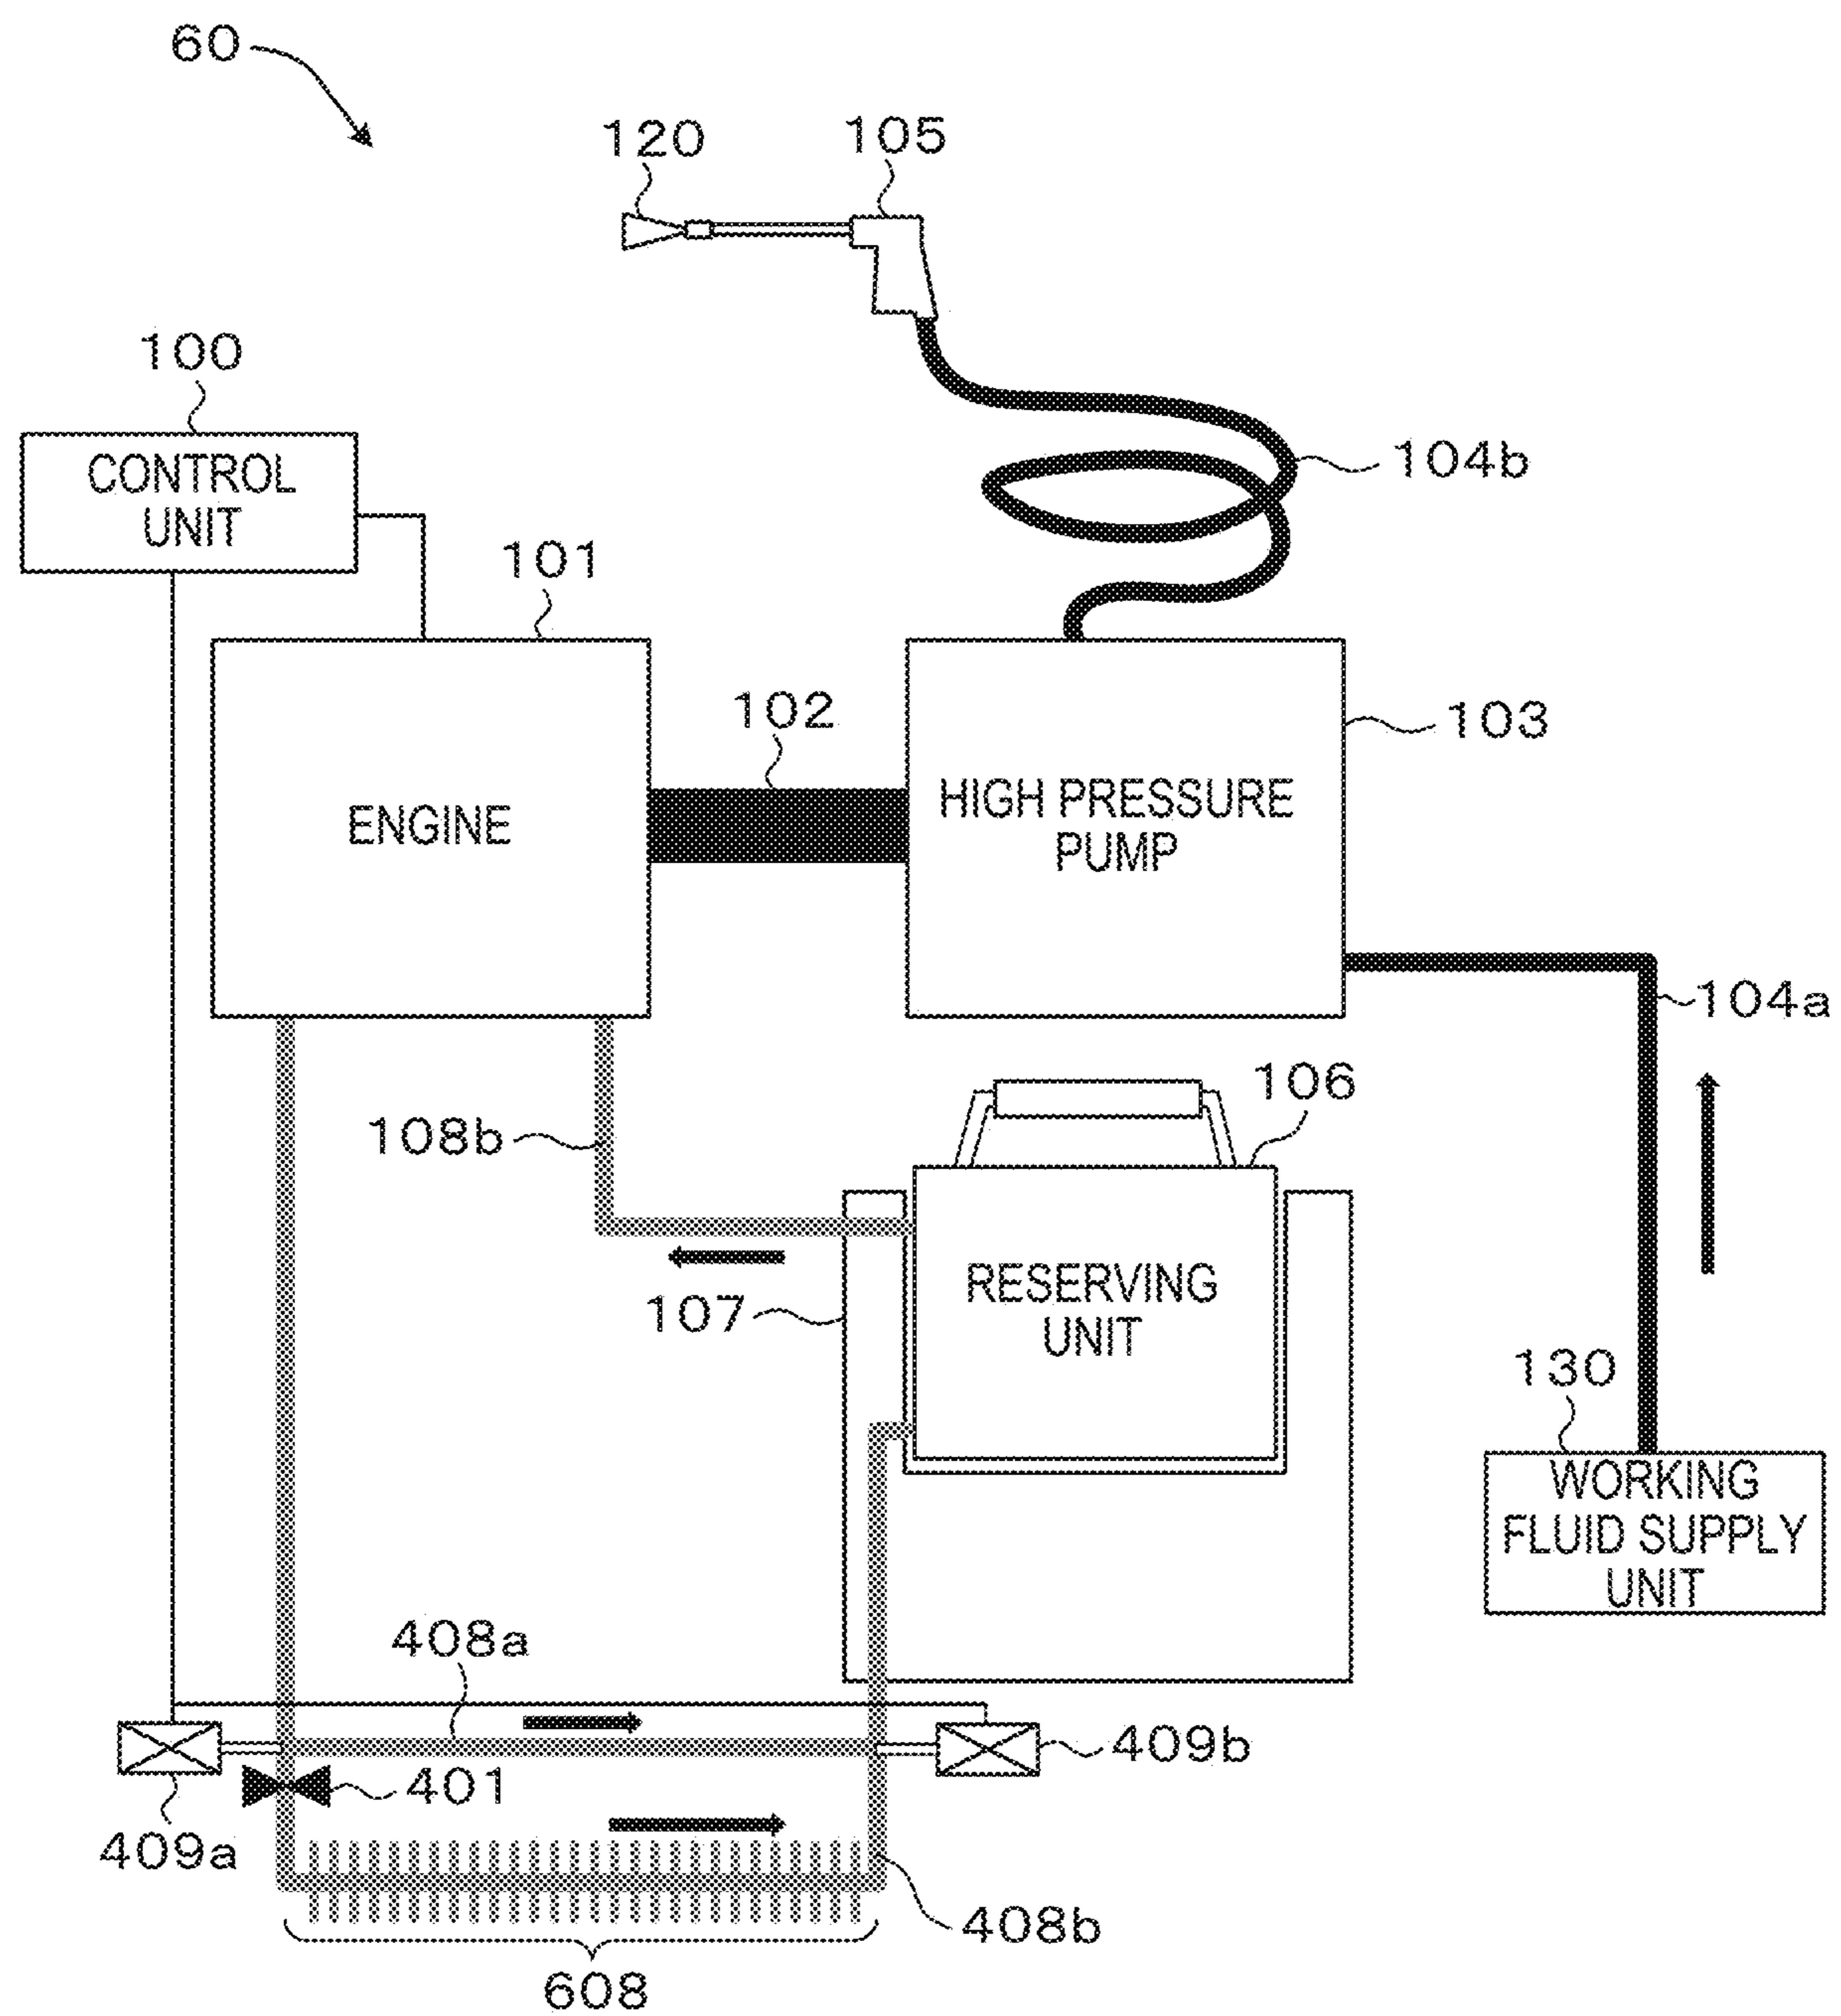 60
120
105
100
CONTROL
UNIT
104b
101
102
103
ENGINE
HIGH PRESSURE
PUMP
104a
106
108b
RESERVING
UNIT
107
130
WORKING
FLUID SUPPLY
UNIT
408a
409b
401
409a
408b
608